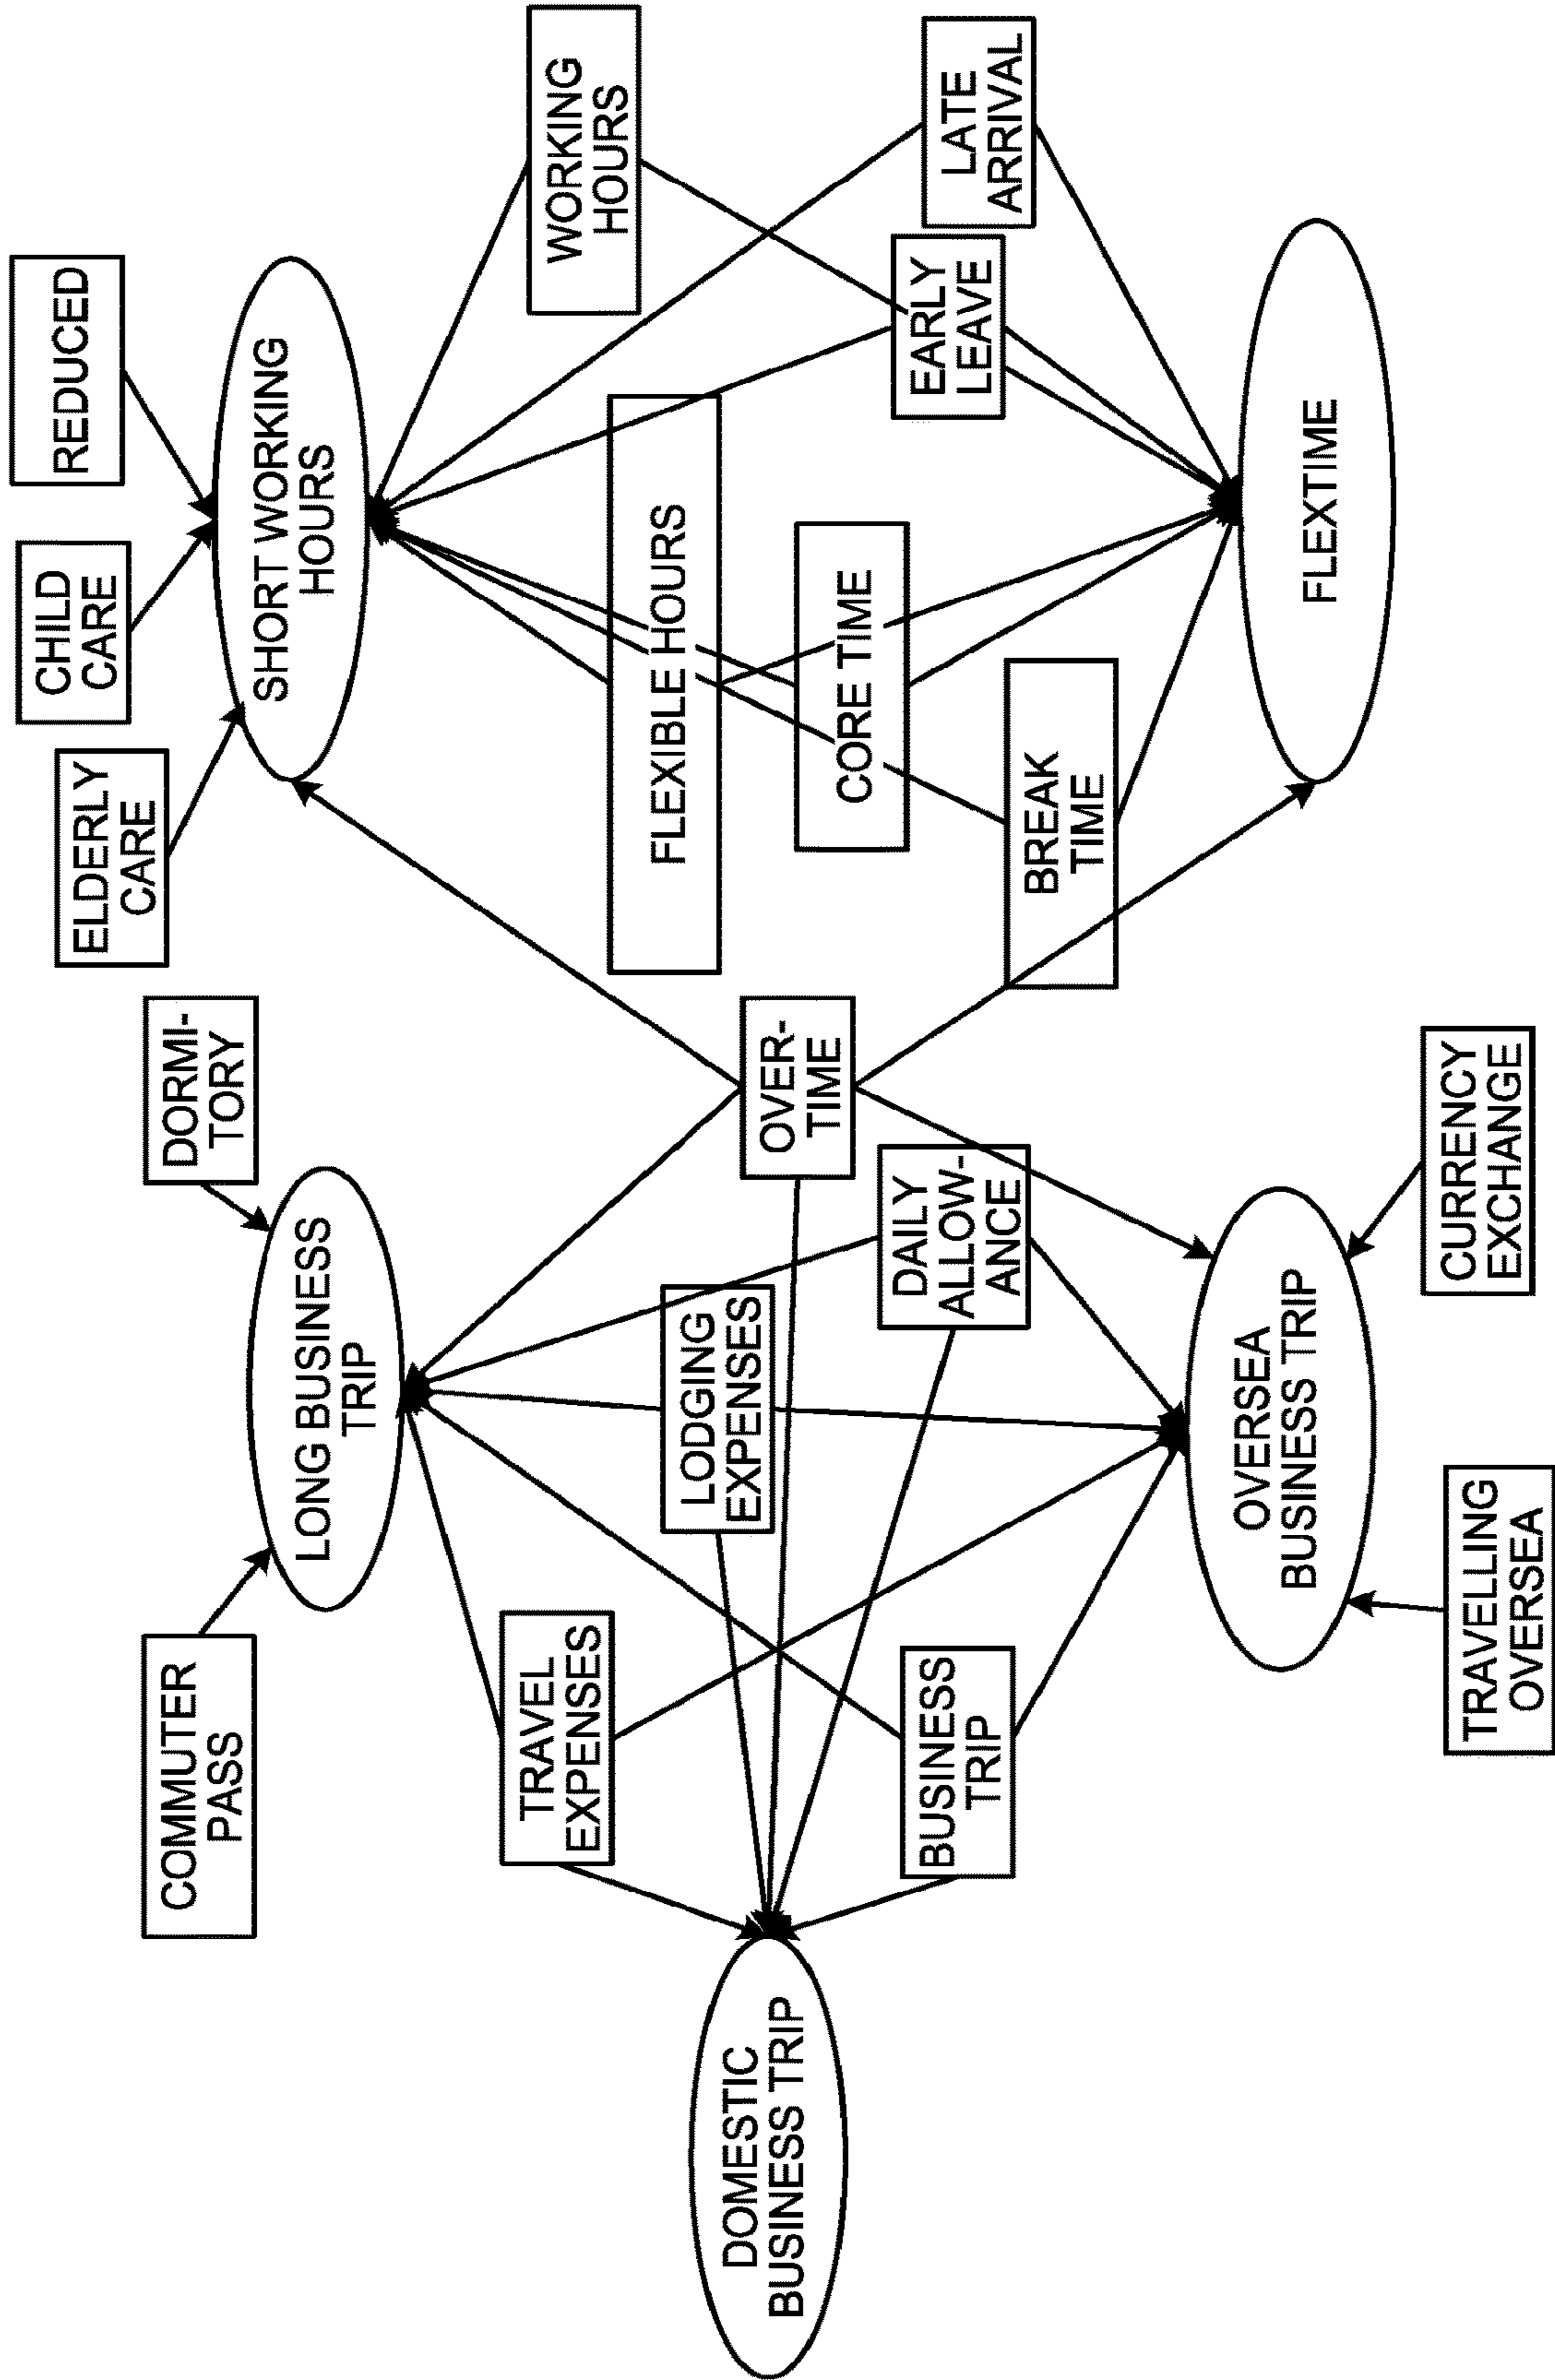 COMMUTER
PASS
DORMI-
TORY
ELDERLY
CARE
CHILD
CARE
REDUCED
LONG BUSINESS
TRIP
SHORT WORKING
HOURS
TRAVEL
EXPENSES
LODGING
EXPENSES
OVER-
TIME
FLEXIBLE HOURS
WORKING
HOURS
DOMESTIC
BUSINESS TRIP
BUSINESS
TRIP
DAILY
ALLOW-
ANCE
CORE TIME
BREAK
TIME
EARLY
LEAVE
LATE
ARRIVAL
OVERSEA
BUSINESS TRIP
FLEXTIME
TRAVELLING
OVERSEA
CURRENCY
EXCHANGE